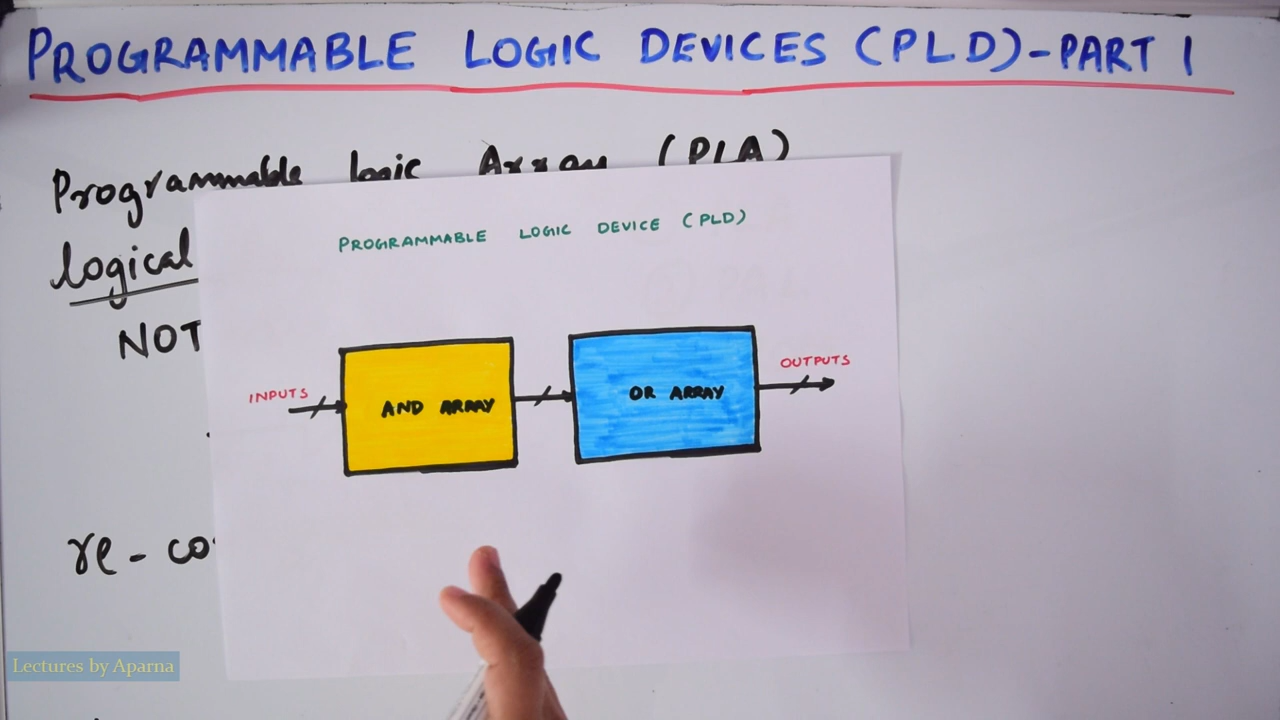 PROGRAMMABLE LOGIC DEVICES (PLD)-PART 1
Programmable logic Array (PLA)
logical
NOT
re-co
PROGRAMMABLE LOGIC DEVICE (PLD)
INPUTS
AND ARRAY
OR ARRAY
OUTPUTS
Lectures by Aparna